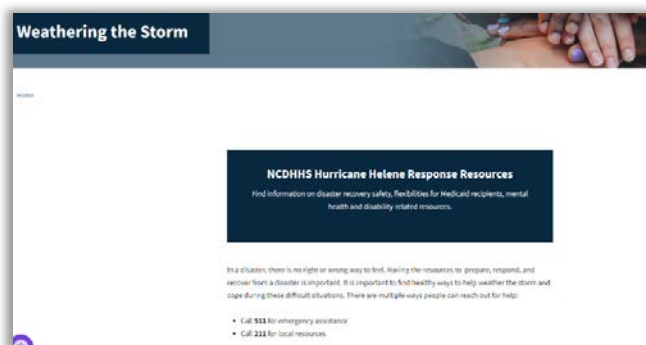 Weathering the Storm
Home
NCDHHS Hurricane Helene Response Resources
Find information on disaster recovery safety, flexibilities for Medicaid recipients, mental
health and disability related resources.
In a disaster, there is no right or wrong way to feel. Having the resources to prepare, respond, and
recover from a disaster is important. It is important to find healthy ways to help weather the storm and
cope during these difficult situations. There are multiple ways people can reach out for help:
• Call 911 for emergency assistance
• Call 211 for local resources